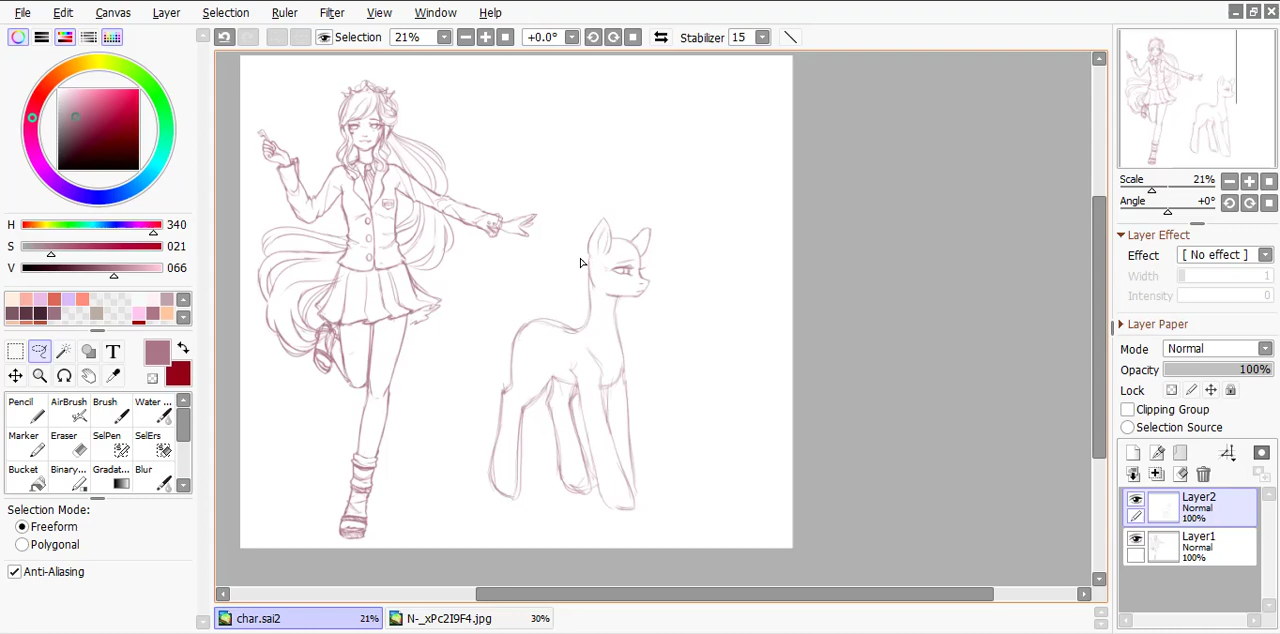 File Edit Canvas Layer Selection Ruler Filter View Window Help
Selection 21% +0.0° Stabilizer 15
H 340
S 021
V 066
T
Pencil AirBrush Brush Water ...
Marker Eraser SelPen SelErs
Bucket Binary... Gradat... Blur
Selection Mode:
Freeform
Polygonal
Anti-Aliasing
Scale 21%
Angle +0°
Layer Effect
Effect [ No effect ]
Width 1
Intensity 0
Layer Paper
Mode Normal
Opacity 100%
Lock
Clipping Group
Selection Source
Layer2
Normal
100%
Layer1
Normal
100%
char.sai2 21% N-_xPc2I9F4.jpg 30%